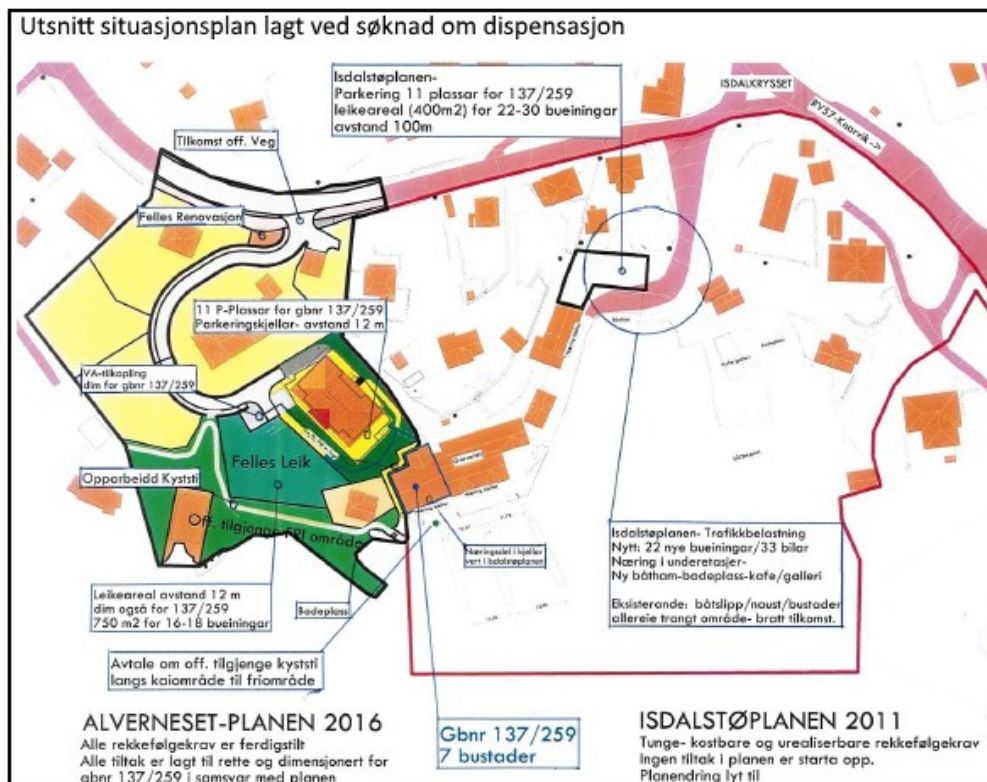 Utsnitt situasjonsplan lagt ved søknad om dispensasjon
Isdalstøplanen-
Parkering 11 plassar for 137/259
leikeareal (400m2) for 22-30 bueiningar
avstand 100m
ISDALKRYSSET
RV57-Knarvik ->
Tilkomst off. Veg
Felles Renovasjon
11 P-Plassar for gbnr 137/259
Parkeringskjellar- avstand 12 m
VA-tilkopling
dim for gbnr 137/259
Felles Leik
Opparbeidd Kyststi
Off. tilgjenge FRI område
Næringsdel i kjellar
vert i Isdalstøplanen
Isdalstøplanen- Trafikkbelastning
Nytt: 22 nye bueiningar/33 bilar
Næring i underetasjer-
Ny båtham-badeplass-kafe/galleri
Eksisterande: båtslipp/naust/bustader
allereie trangt område- bratt tilkomst.
Leikeareal avstand 12 m
dim også for 137/259
750 m2 for 16-18 bueiningar
Badeplass
Avtale om off. tilgjenge kyststi
langs kaiområde til friområde
ALVERNESET-PLANEN 2016
Alle rekkefølgekrav er ferdigstilt
Alle tiltak er lagt til rette og dimensjonert for
gbnr 137/259 i samsvar med planen
Gbnr 137/259
7 bustader
ISDALSTØPLANEN 2011
Tunge- kostbare og urealiserbare rekkefølgekrav
Ingen tiltak i planen er starta opp.
Planendring lyt til